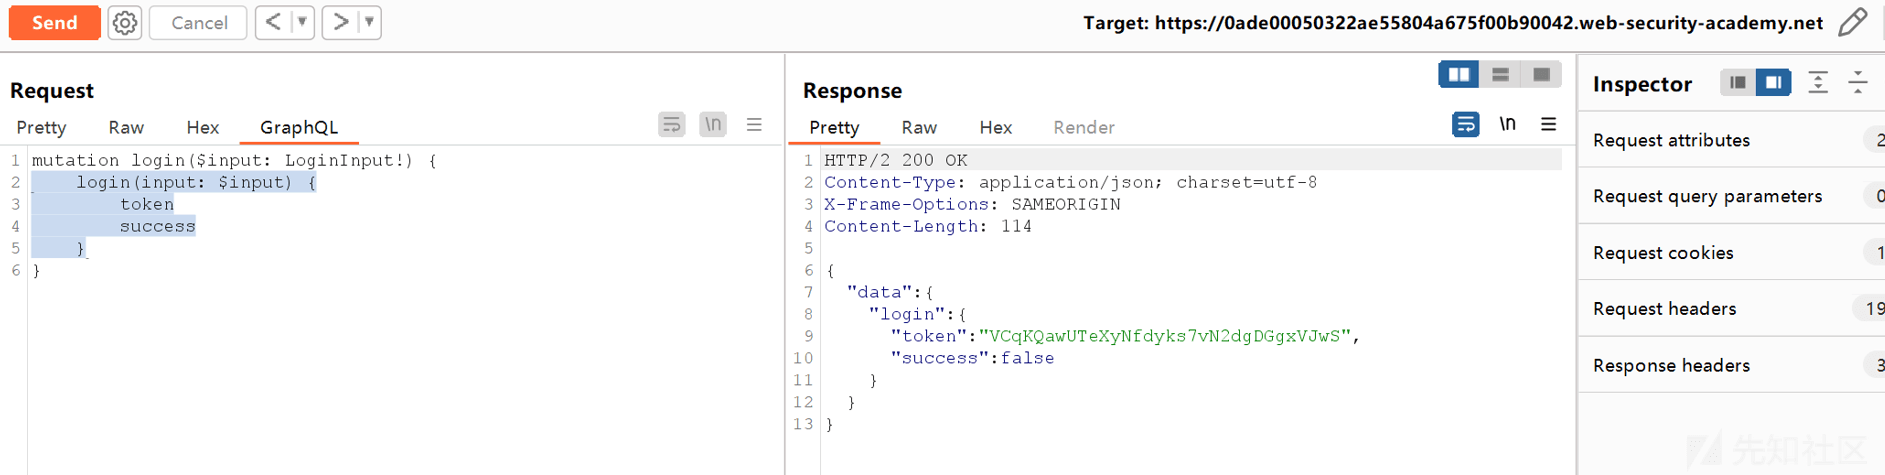 Send Cancel < ▼ > ▼ Target: https://0ade00050322ae55804a675f00b90042.web-security-academy.net
Request
Pretty Raw Hex GraphQL \n
1 mutation login($input: LoginInput!) {
2 login(input: $input) {
3 token
4 success
5 }
6 }
Response
Pretty Raw Hex Render \n
1 HTTP/2 200 OK
2 Content-Type: application/json; charset=utf-8
3 X-Frame-Options: SAMEORIGIN
4 Content-Length: 114
5
6 {
7 "data":{
8 "login":{
9 "token":"VCqKQawUTeXyNfdyks7vN2dgDGgxVJwS",
10 "success":false
11 }
12 }
13 }
Inspector
Request attributes 2
Request query parameters 0
Request cookies 1
Request headers 19
Response headers 3
先知社区